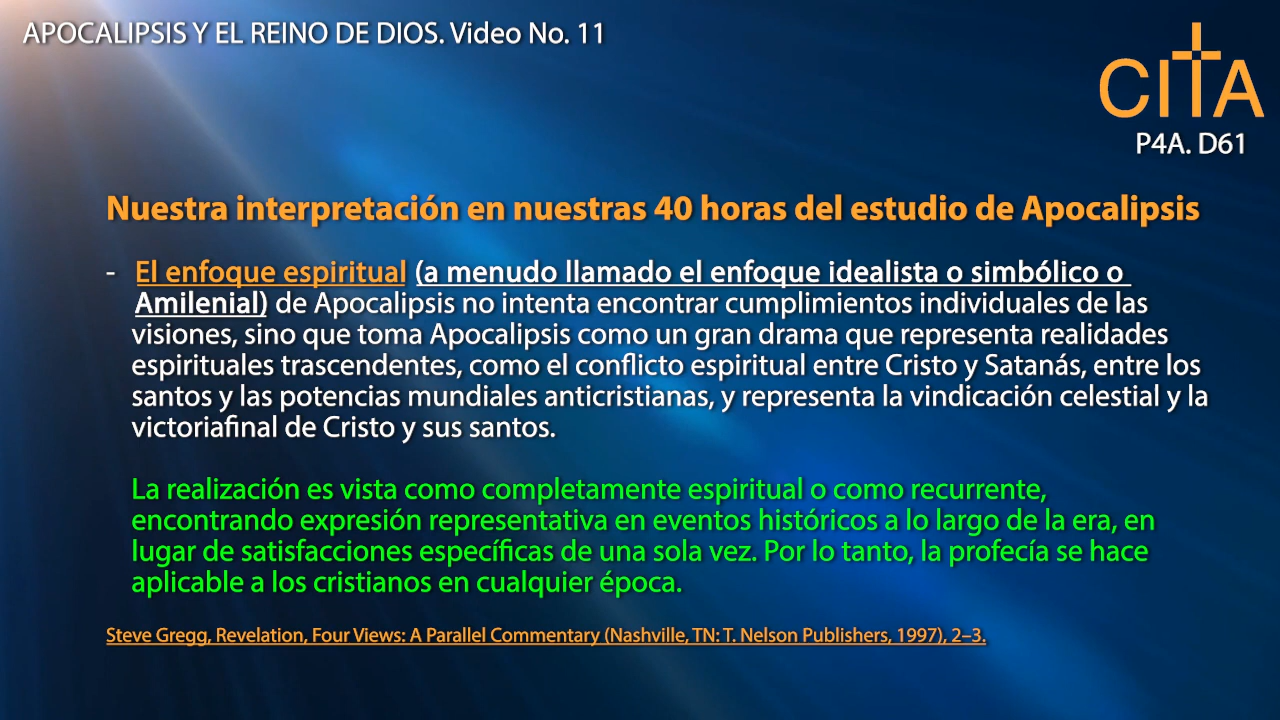 APOCALIPSIS Y EL REINO DE DIOS. Video No. 11
CITA
P4A. D61
Nuestra interpretación en nuestras 40 horas del estudio de Apocalipsis
- El enfoque espiritual (a menudo llamado el enfoque idealista o simbólico o
Amilenial) de Apocalipsis no intenta encontrar cumplimientos individuales de las
visiones, sino que toma Apocalipsis como un gran drama que representa realidades
espirituales trascendentes, como el conflicto espiritual entre Cristo y Satanás, entre los
santos y las potencias mundiales anticristianas, y representa la vindicación celestial y la
victoriafinal de Cristo y sus santos.
La realización es vista como completamente espiritual o como recurrente,
encontrando expresión representativa en eventos históricos a lo largo de la era, en
lugar de satisfacciones específicas de una sola vez. Por lo tanto, la profecía se hace
aplicable a los cristianos en cualquier época.
Steve Gregg, Revelation, Four Views: A Parallel Commentary (Nashville, TN: T. Nelson Publishers, 1997), 2–3.